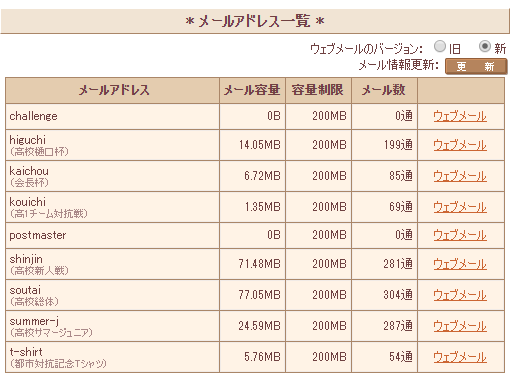 ＊メールアドレス一覧＊
ウェブメールのバージョン： 旧 新
メール情報更新： 更 新
メールアドレス メール容量 容量制限 メール数
challenge 0B 200MB 0通 ウェブメール
higuchi 14.05MB 200MB 199通 ウェブメール
（高校樋口杯）
kaichou 6.72MB 200MB 85通 ウェブメール
（会長杯）
kouichi 1.35MB 200MB 69通 ウェブメール
（高1チーム対抗戦）
postmaster 0B 200MB 0通 ウェブメール
shinjin 71.48MB 200MB 281通 ウェブメール
（高校新人戦）
soutai 77.05MB 200MB 304通 ウェブメール
（高校総体）
summer-j 24.59MB 200MB 287通 ウェブメール
（高校サマージュニア）
t-shirt 5.76MB 200MB 54通 ウェブメール
（都市対抗記念Tシャツ）